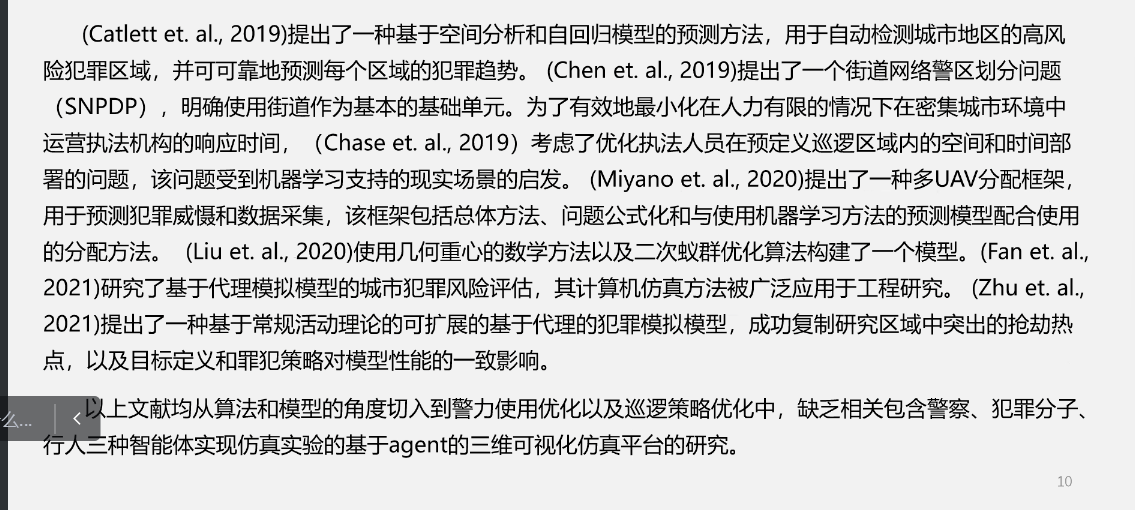 (Catlett et. al., 2019)提出了一种基于空间分析和自回归模型的预测方法，用于自动检测城市地区的高风
险犯罪区域，并可可靠地预测每个区域的犯罪趋势。 (Chen et. al., 2019)提出了一个街道网络警区划分问题
（SNPDP），明确使用街道作为基本的基础单元。为了有效地最小化在人力有限的情况下在密集城市环境中
运营执法机构的响应时间，（Chase et. al., 2019）考虑了优化执法人员在预定义巡逻区域内的空间和时间部
署的问题，该问题受到机器学习支持的现实场景的启发。 (Miyano et. al., 2020)提出了一种多UAV分配框架，
用于预测犯罪威慑和数据采集，该框架包括总体方法、问题公式化和与使用机器学习方法的预测模型配合使用
的分配方法。 (Liu et. al., 2020)使用几何重心的数学方法以及二次蚁群优化算法构建了一个模型。(Fan et. al.,
2021)研究了基于代理模拟模型的城市犯罪风险评估，其计算机仿真方法被广泛应用于工程研究。 (Zhu et. al.,
2021)提出了一种基于常规活动理论的可扩展的基于代理的犯罪模拟模型，成功复制研究区域中突出的抢劫热
点，以及目标定义和罪犯策略对模型性能的一致影响。
以上文献均从算法和模型的角度切入到警力使用优化以及巡逻策略优化中，缺乏相关包含警察、犯罪分子、
么...
行人三种智能体实现仿真实验的基于agent的三维可视化仿真平台的研究。
10